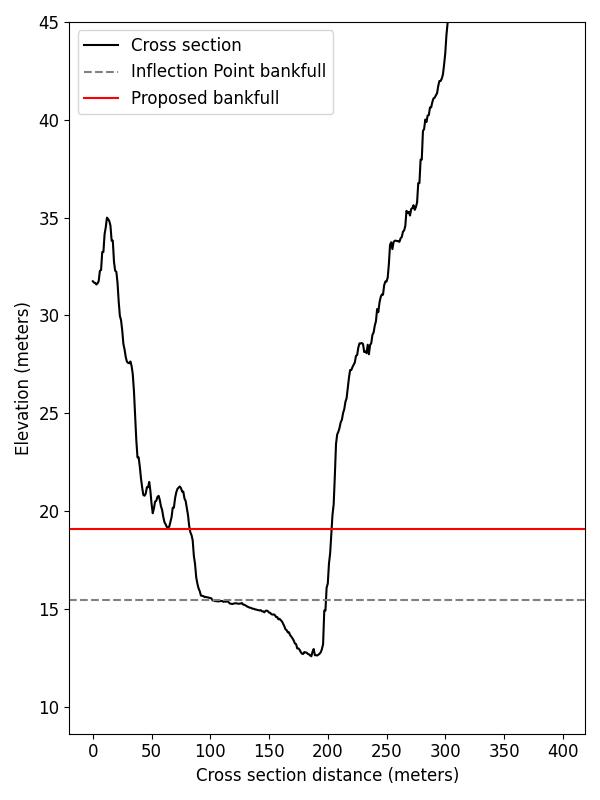 Cross section
Inflection Point bankfull
Proposed bankfull
45
40
35
30
25
20
15
10
Elevation (meters)
0 50 100 150 200 250 300 350 400
Cross section distance (meters)